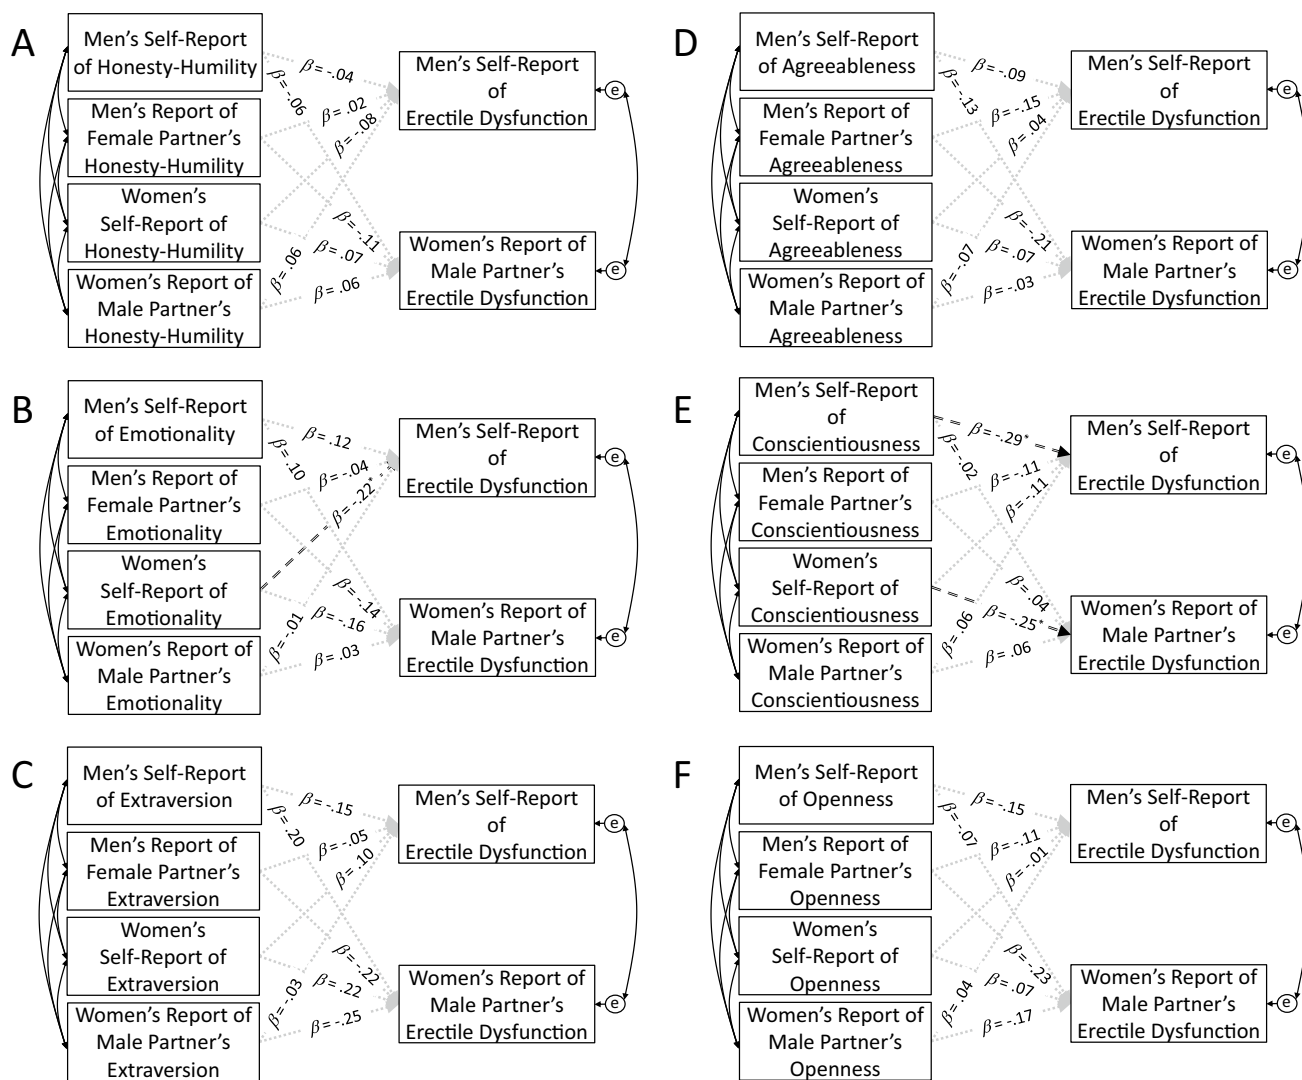 A
Men's Self-Report
of Honesty-Humility
Men's Report of
Female Partner's
Honesty-Humility
Women's
Self-Report of
Honesty-Humility
Women's Report of
Male Partner's
Honesty-Humility
β = -.04
β = -.06
β = .02
β = -.08
β = -.11
β = .07
β = .06
β = .06
Men's Self-Report
of
Erectile Dysfunction
e
Women's Report of
Male Partner's
Erectile Dysfunction
e
B
Men's Self-Report
of Emotionality
Men's Report of
Female Partner's
Emotionality
Women's
Self-Report of
Emotionality
Women's Report of
Male Partner's
Emotionality
β = .12
β = .10
β = -.04
β = -.22*
β = -.14
β = -.16
β = -.01
β = .03
Men's Self-Report
of
Erectile Dysfunction
e
Women's Report of
Male Partner's
Erectile Dysfunction
e
C
Men's Self-Report
of Extraversion
Men's Report of
Female Partner's
Extraversion
Women's
Self-Report of
Extraversion
Women's Report of
Male Partner's
Extraversion
β = -.15
β = .20
β = -.05
β = .10
β = -.22
β = .22
β = -.03
β = -.25
Men's Self-Report
of
Erectile Dysfunction
e
Women's Report of
Male Partner's
Erectile Dysfunction
e
D
Men's Self-Report
of Agreeableness
Men's Report of
Female Partner's
Agreeableness
Women's
Self-Report of
Agreeableness
Women's Report of
Male Partner's
Agreeableness
β = -.09
β = -.13
β = -.15
β = .04
β = -.21
β = .07
β = -.07
β = -.03
Men's Self-Report
of
Erectile Dysfunction
e
Women's Report of
Male Partner's
Erectile Dysfunction
e
E
Men's Self-Report
of
Conscientiousness
Men's Report of
Female Partner's
Conscientiousness
Women's
Self-Report of
Conscientiousness
Women's Report of
Male Partner's
Conscientiousness
β = -.29*
β = -.02
β = -.11
β = -.11
β = .04
β = -.25*
β = .06
β = .06
Men's Self-Report
of
Erectile Dysfunction
e
Women's Report of
Male Partner's
Erectile Dysfunction
e
F
Men's Self-Report
of Openness
Men's Report of
Female Partner's
Openness
Women's
Self-Report of
Openness
Women's Report of
Male Partner's
Openness
β = -.15
β = -.07
β = -.11
β = -.01
β = -.23
β = .07
β = .04
β = -.17
Men's Self-Report
of
Erectile Dysfunction
e
Women's Report of
Male Partner's
Erectile Dysfunction
e